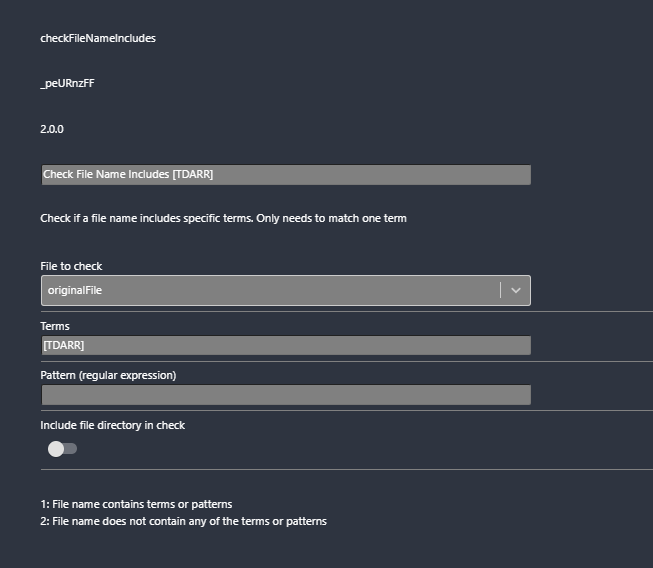 checkFileNameIncludes
_peURnzFF
2.0.0
Check File Name Includes [TDARR]
Check if a file name includes specific terms. Only needs to match one term
File to check
originalFile
Terms
[TDARR]
Pattern (regular expression)
Include file directory in check
1: File name contains terms or patterns
2: File name does not contain any of the terms or patterns